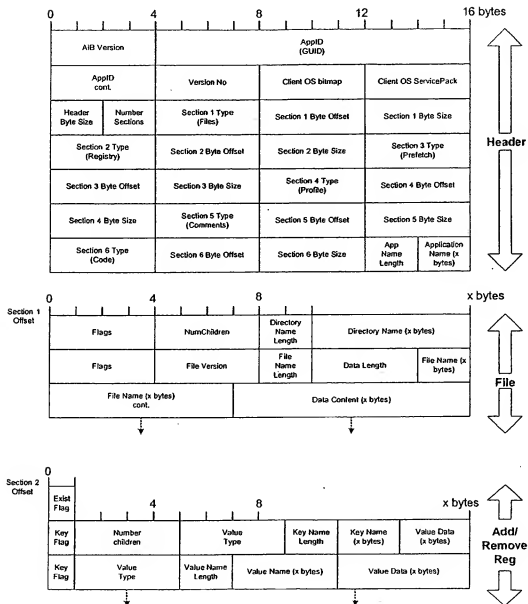 0 4 8 12 16 bytes
AIB Version
AppID
(GUID)
AppID
cont.
Version No
Client OS bitmap
Client OS ServicePack
Header
Byte Size
Number
Sections
Section 1 Type
(Files)
Section 1 Byte Offset
Section 1 Byte Size
Section 2 Type
(Registry)
Section 2 Byte Offset
Section 2 Byte Size
Section 3 Type
(Prefetch)
Section 3 Byte Offset
Section 3 Byte Size
Section 4 Type
(Profile)
Section 4 Byte Offset
Section 4 Byte Size
Section 5 Type
(Comments)
Section 5 Byte Offset
Section 5 Byte Size
Section 6 Type
(Code)
Section 6 Byte Offset
Section 6 Byte Size
App
Name
Length
Application
Name (x
bytes)
Header
Section 1
Offset
0 4 8 x bytes
Flags
NumChildren
Directory
Name
Length
Directory Name (x bytes)
Flags
File Version
File
Name
Length
Data Length
File Name (x
bytes)
File Name (x bytes)
cont.
Data Content (x bytes)
File
Section 2
Offset
0
Exist
Flag
4 8 x bytes
Key
Flag
Number
children
Value
Type
Key Name
Length
Key Name
(x bytes)
Value Data
(x bytes)
Key
Flag
Value
Type
Value Name
Length
Value Name (x bytes)
Value Data (x bytes)
Add/
Remove
Reg